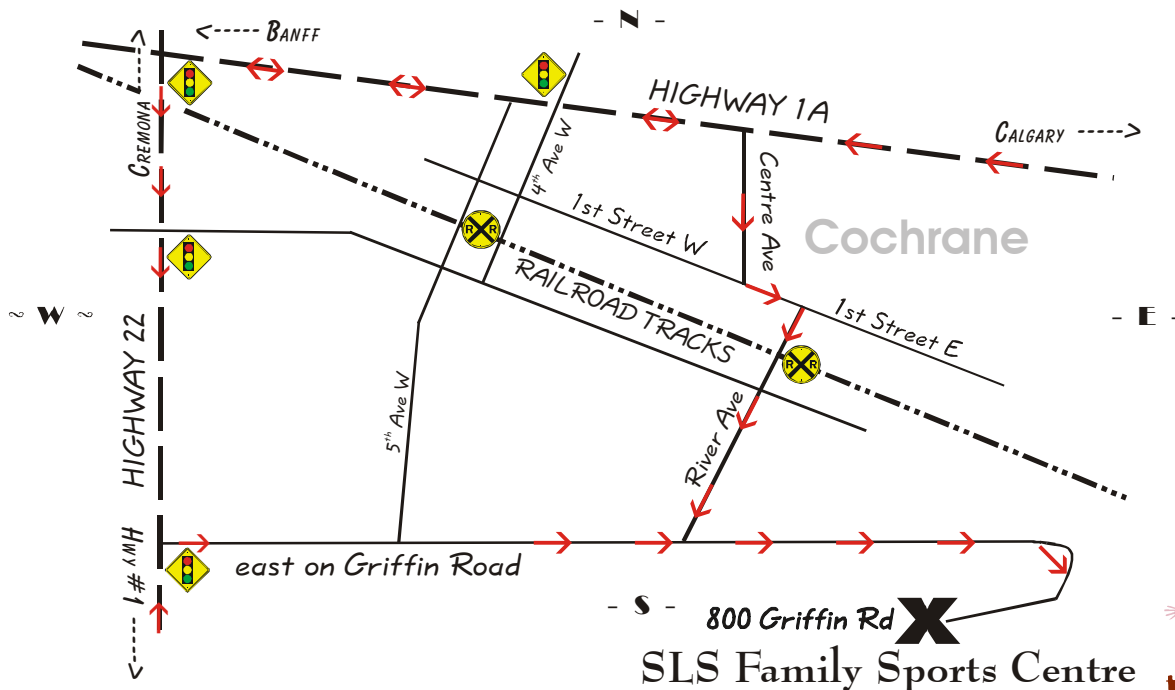 - N -
BANFF
HIGHWAY 1A
CALGARY
CREMONA
4th Ave W
Centre Ave
1st Street W
Cochrane
R R
RAILROAD TRACKS
~ W ~
- E -
1st Street E
R R
HIGHWAY 22
5th Ave W
River Ave
HWY #1
east on Griffin Road
- S -
800 Griffin Rd X
SLS Family Sports Centre